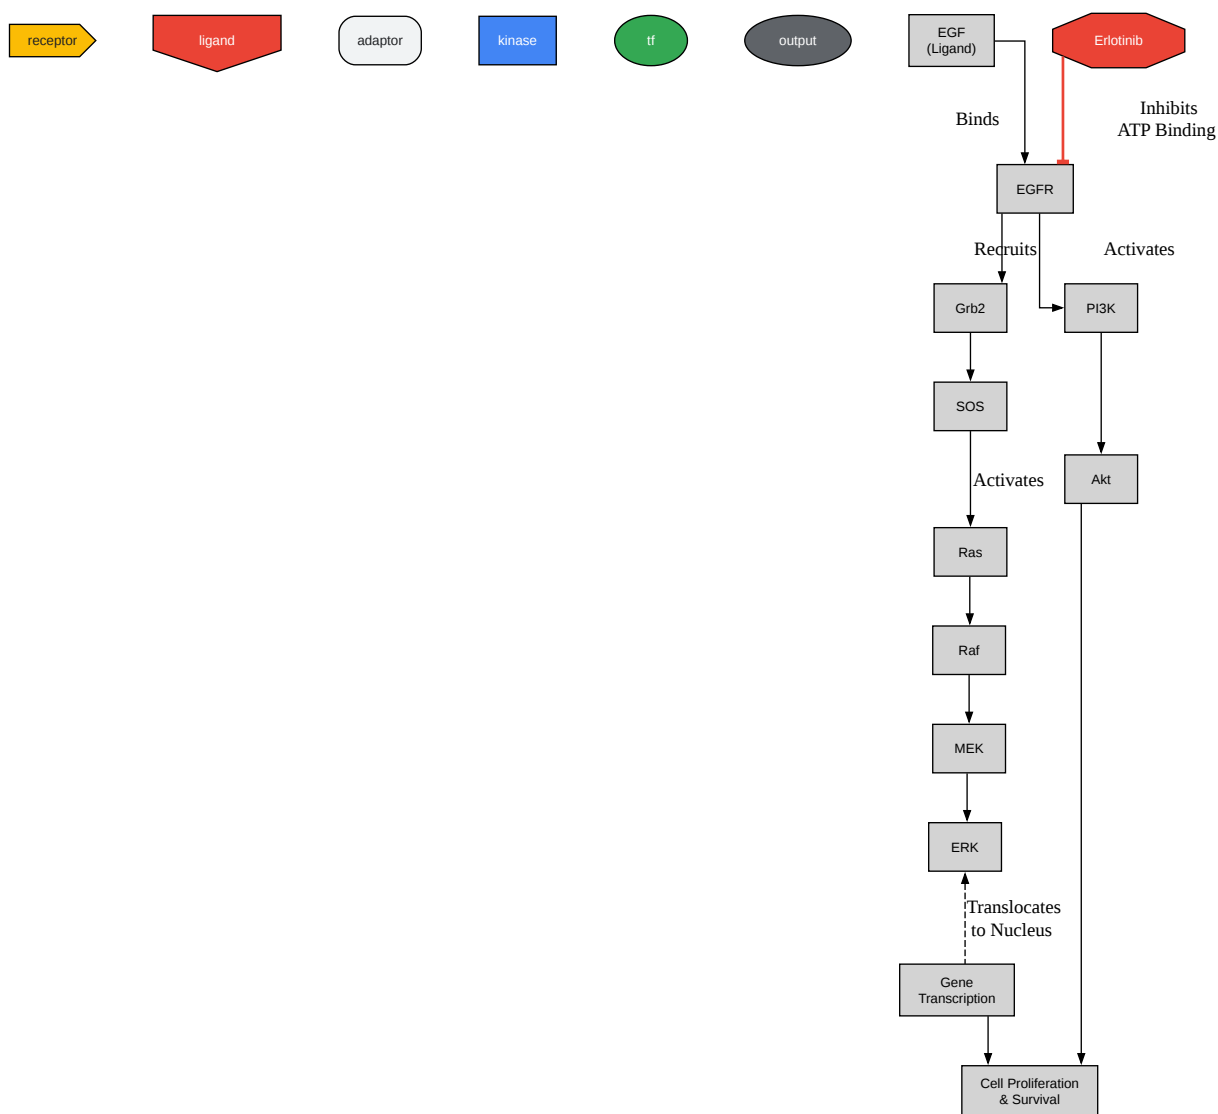 receptor
ligand
adaptor
kinase
tf
output
EGF
(Ligand)
Erlotinib
Binds
Inhibits
ATP Binding
EGFR
Recruits
Activates
Grb2
PI3K
SOS
Activates
Akt
Ras
Raf
MEK
ERK
Translocates
to Nucleus
Gene
Transcription
Cell Proliferation
& Survival